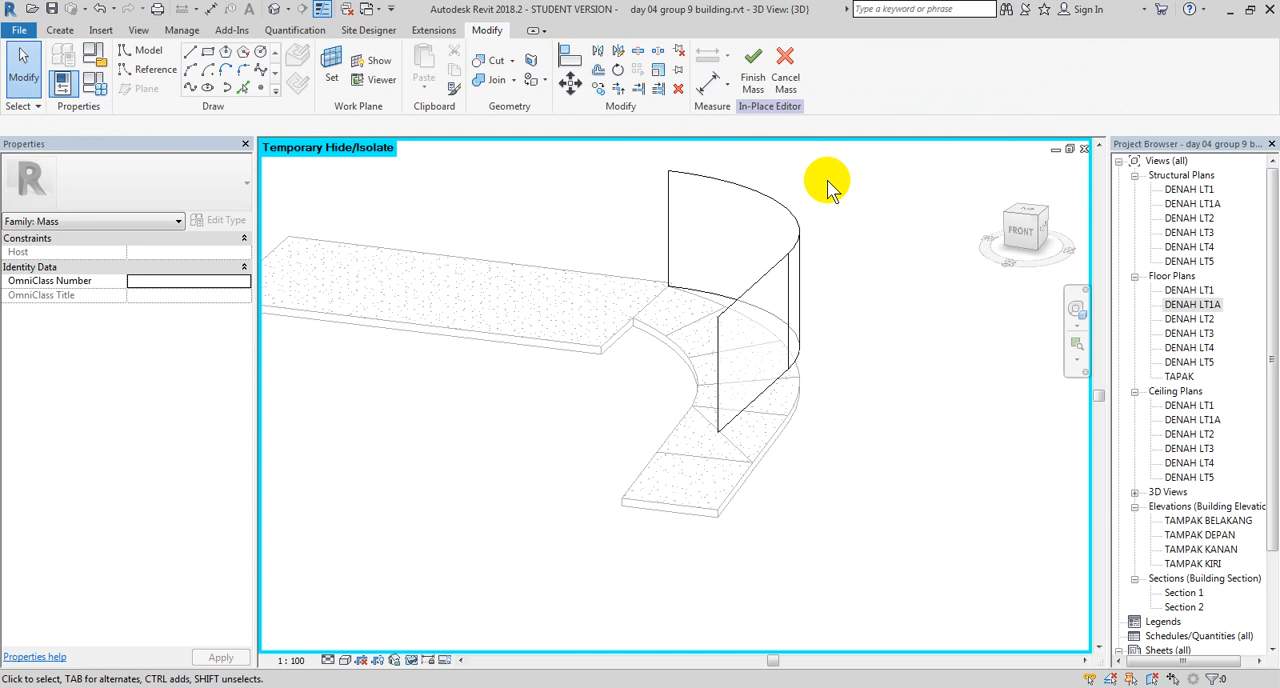 Autodesk Revit 2018.2 - STUDENT VERSION - day 04 group 9 building.rvt - 3D View: {3D}
Type a keyword or phrase
Sign In
File Create Insert View Manage Add-Ins Quantification Site Designer Extensions Modify
Modify
Model
Reference
Plane
Set
Show
Viewer
Paste
Cut
Join
Finish Mass
Cancel Mass
Select Properties Draw Work Plane Clipboard Geometry Modify Measure In-Place Editor
Properties
Family: Mass
Edit Type
Constraints
Host
Identity Data
OmniClass Number
OmniClass Title
Properties help
Apply
Temporary Hide/Isolate
FRONT
1 : 100
Project Browser - day 04 group 9 b...
Views (all)
Structural Plans
DENAH LT1
DENAH LT1A
DENAH LT2
DENAH LT3
DENAH LT4
DENAH LT5
Floor Plans
DENAH LT1
DENAH LT1A
DENAH LT2
DENAH LT3
DENAH LT4
DENAH LT5
TAPAK
Ceiling Plans
DENAH LT1
DENAH LT1A
DENAH LT2
DENAH LT3
DENAH LT4
DENAH LT5
3D Views
Elevations (Building Elevatic
TAMPAK BELAKANG
TAMPAK DEPAN
TAMPAK KANAN
TAMPAK KIRI
Sections (Building Section)
Section 1
Section 2
Legends
Schedules/Quantities (all)
Sheets (all)
Click to select, TAB for alternates, CTRL adds, SHIFT unselects.
:0